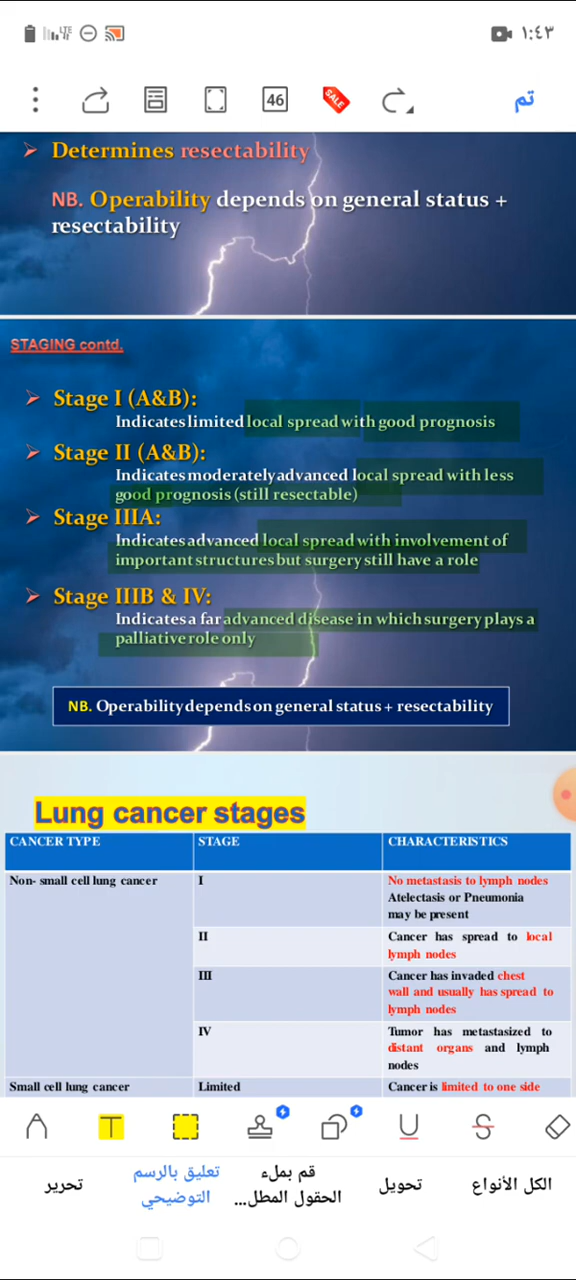 ١:٤٣
46
SALE
تم
➤ Determines resectability
NB. Operability depends on general status +
resectability
STAGING contd.
➤ Stage I (A&B):
Indicates limited local spread with good prognosis
➤ Stage II (A&B):
Indicates moderately advanced local spread with less
good prognosis (still resectable)
➤ Stage IIIA:
Indicates advanced local spread with involvement of
important structures but surgery still have a role
➤ Stage IIIB & IV:
Indicates a far advanced disease in which surgery plays a
palliative role only
NB. Operability depends on general status + resectability
Lung cancer stages
CANCER TYPE STAGE CHARACTERISTICS
Non- small cell lung cancer I No metastasis to lymph nodes
Atelectasis or Pneumonia
may be present
II Cancer has spread to local
lymph nodes
III Cancer has invaded chest
wall and usually has spread to
lymph nodes
IV Tumor has metastasized to
distant organs and lymph
nodes
Small cell lung cancer Limited Cancer is limited to one side
T
U
S
الكل الأنواع
تحويل
قم بملء
الحقول المطل...
تعليق بالرسم
التوضيحي
تحرير